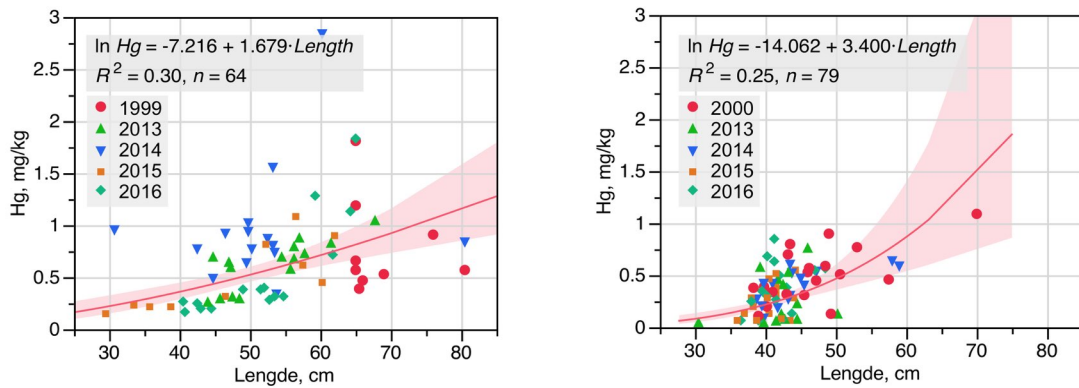 3
2.5
2
1.5
1
0.5
0
Hg, mg/kg
ln Hg = -7.216 + 1.679·Length
R² = 0.30, n = 64
1999
2013
2014
2015
2016
30 40 50 60 70 80
Lengde, cm
3
2.5
2
1.5
1
0.5
0
Hg, mg/kg
ln Hg = -14.062 + 3.400·Length
R² = 0.25, n = 79
2000
2013
2014
2015
2016
30 40 50 60 70 80
Lengde, cm